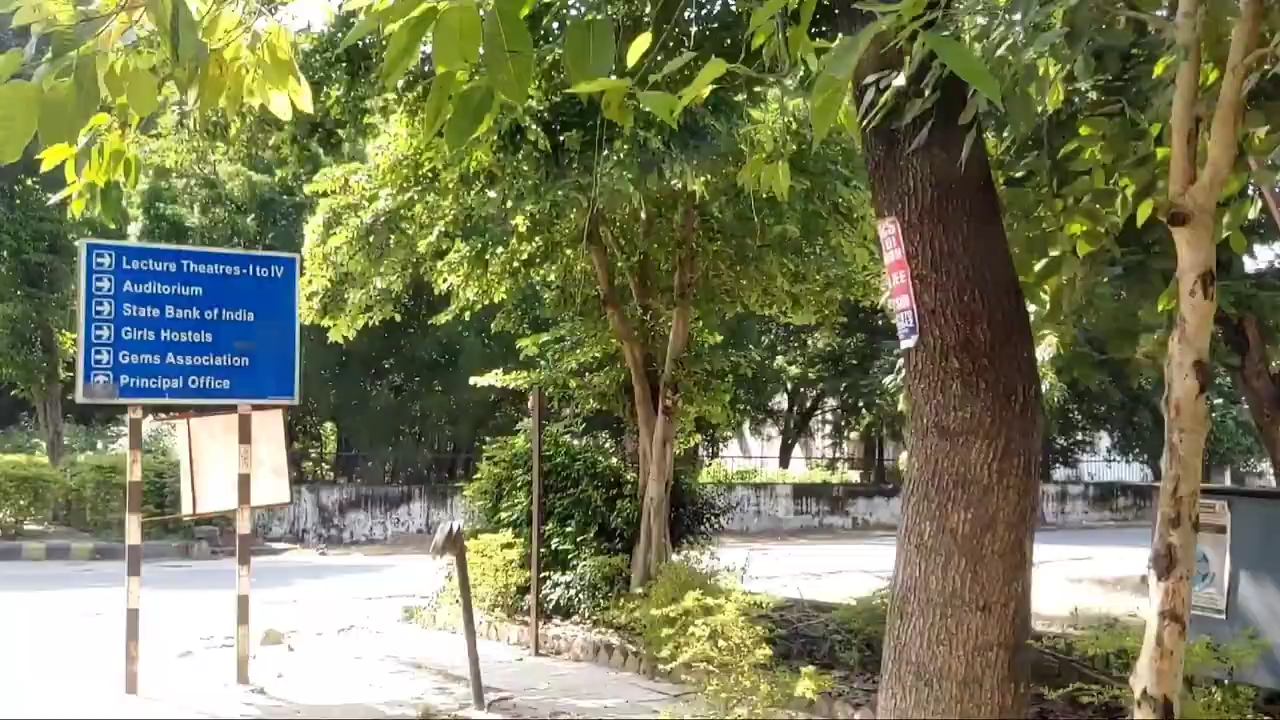 Lecture Theatres - I to IV
Auditorium
State Bank of India
Girls Hostels
Gems Association
Principal Office